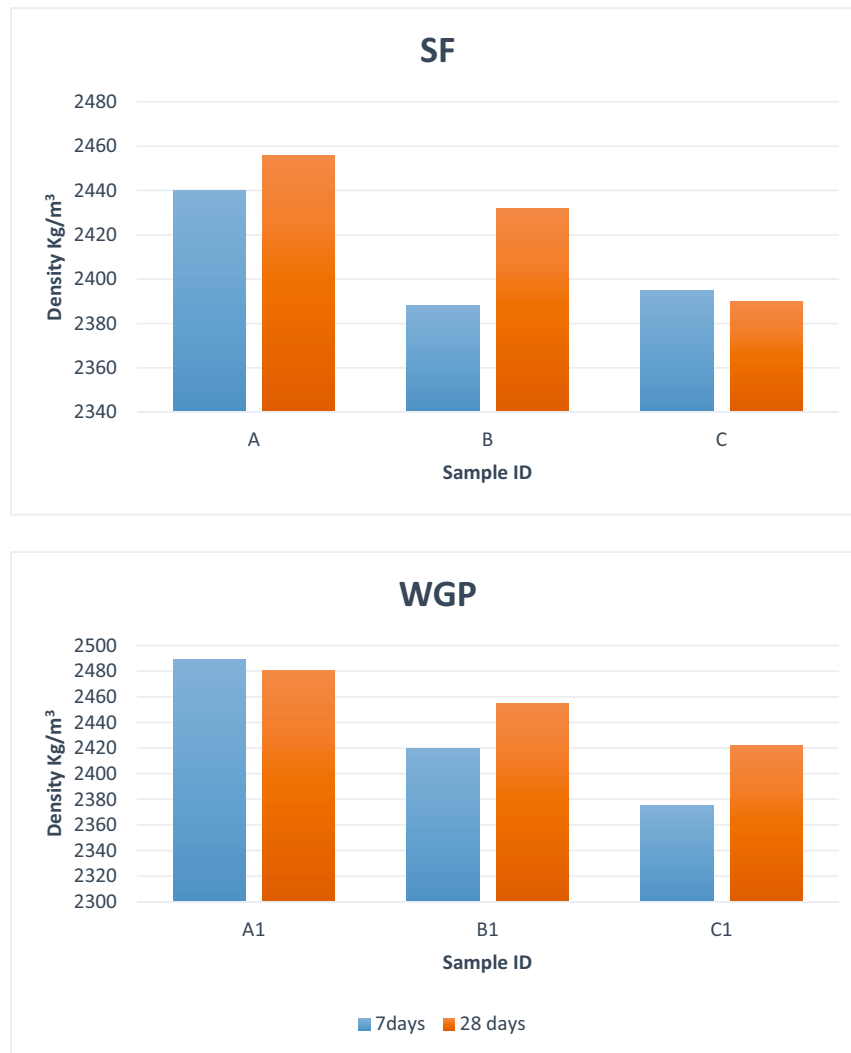 SF
2480
2460
2440
2420
2400
2380
2360
2340
Density Kg/m³
A B C
Sample ID
WGP
2500
2480
2460
2440
2420
2400
2380
2360
2340
2320
2300
Density Kg/m³
A1 B1 C1
Sample ID
7days 28 days